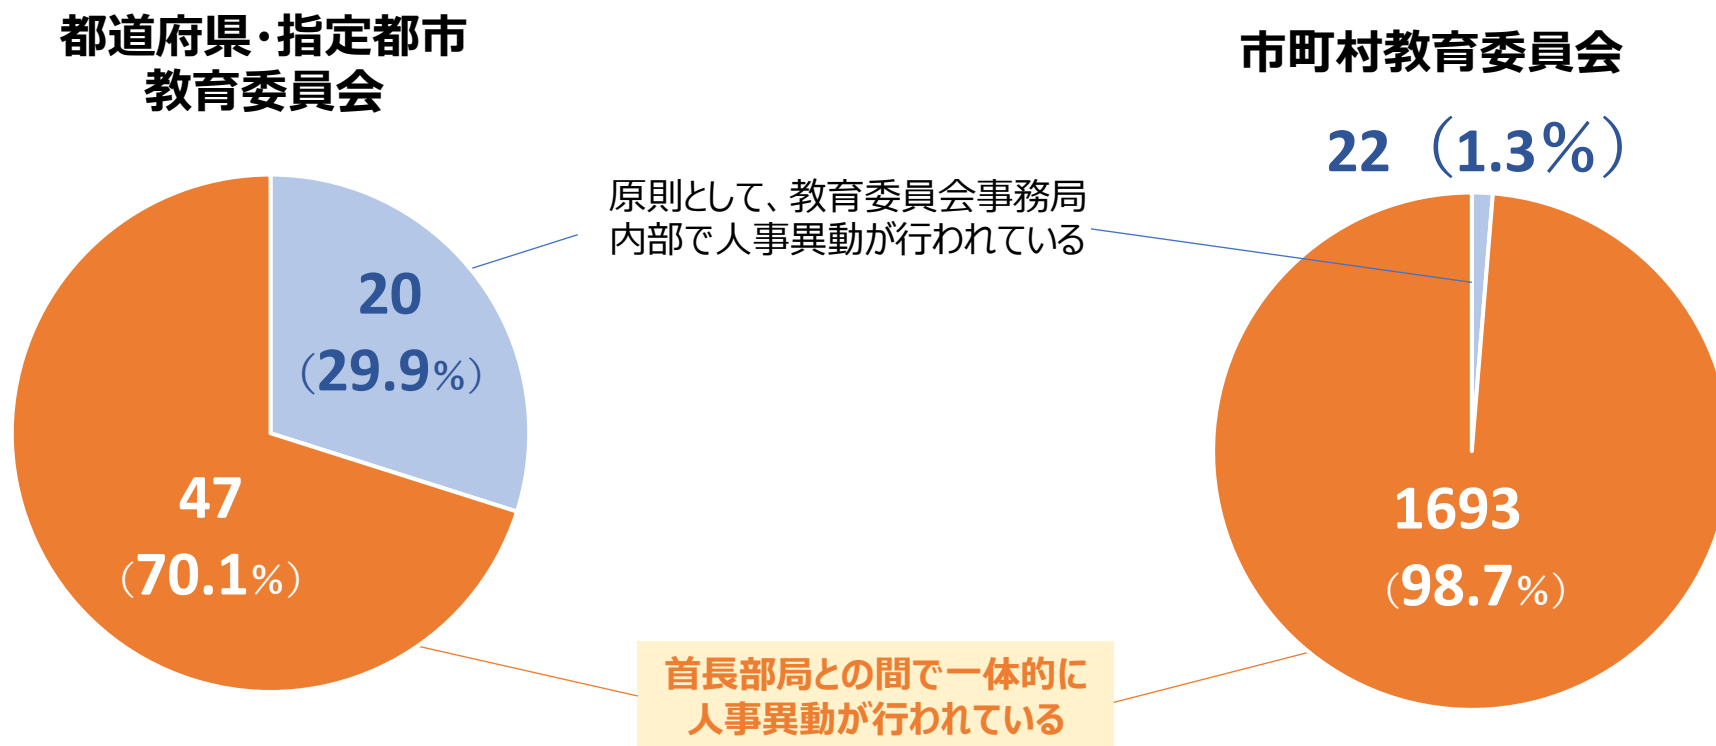 都道府県・指定都市
教育委員会
20
（29.9%）
47
（70.1%）
原則として、教育委員会事務局
内部で人事異動が行われている
首長部局との間で一体的に
人事異動が行われている
市町村教育委員会
22（1.3%）
1693
（98.7%）